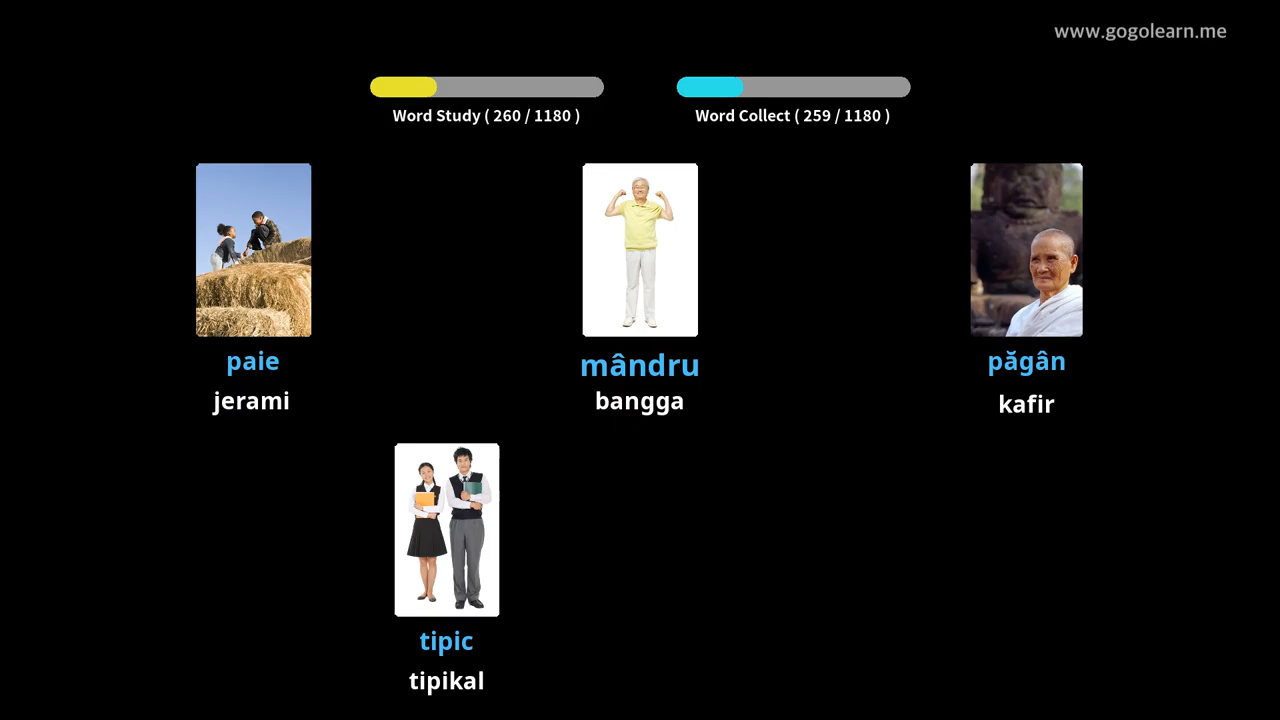 www.gogolearn.me
Word Study ( 260 / 1180 )
Word Collect ( 259 / 1180 )
paie
jerami
mândru
bangga
păgân
kafir
tipic
tipikal